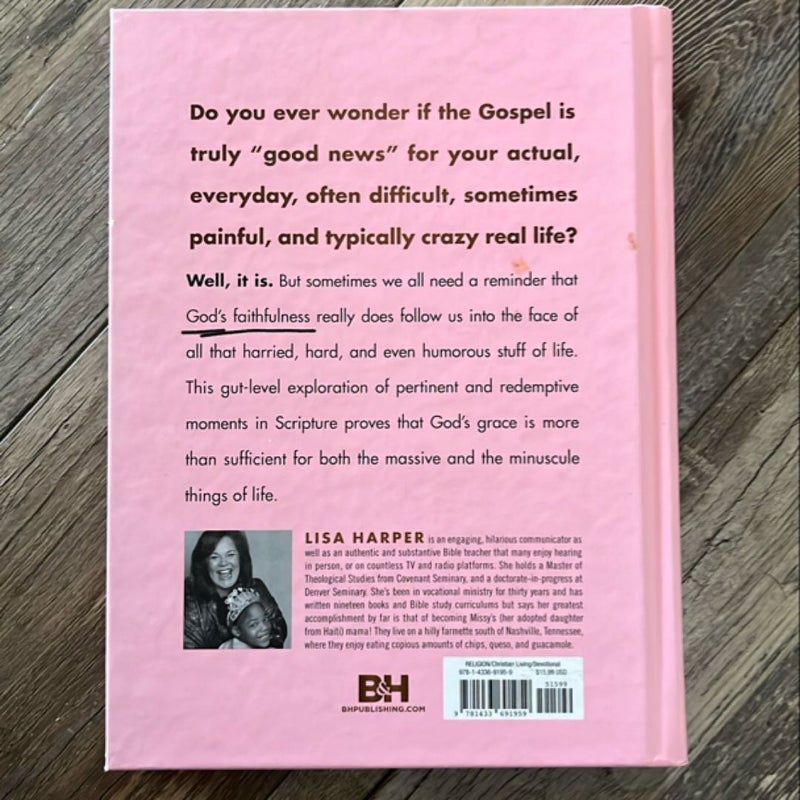 Do you ever wonder if the Gospel is
truly “good news” for your actual,
everyday, often difficult, sometimes
painful, and typically crazy real life?
Well, it is. But sometimes we all need a reminder that
God's faithfulness really does follow us into the face of
all that harried, hard, and even humorous stuff of life.
This gut-level exploration of pertinent and redemptive
moments in Scripture proves that God's grace is more
than sufficient for both the massive and the minuscule
things of life.
LISA HARPER is an engaging, hilarious communicator as
well as an authentic and substantive Bible teacher that many enjoy hearing
in person, or on countless TV and radio platforms. She holds a Master of
Theological Studies from Covenant Seminary, and a doctorate-in-progress at
Denver Seminary. She's been in vocational ministry for thirty years and has
written nineteen books and Bible study curriculums but says her greatest
accomplishment by far is that of becoming Missy's (her adopted daughter
from Haiti) mama! They live on a hilly farmette south of Nashville, Tennessee,
where they enjoy eating copious amounts of chips, queso, and guacamole.
B&H
BHPUBLISHING.COM
RELIGION/Christian Living/Devotional
978-1-4336-9195-9 $15.99 USD
51599
9 781433 691959